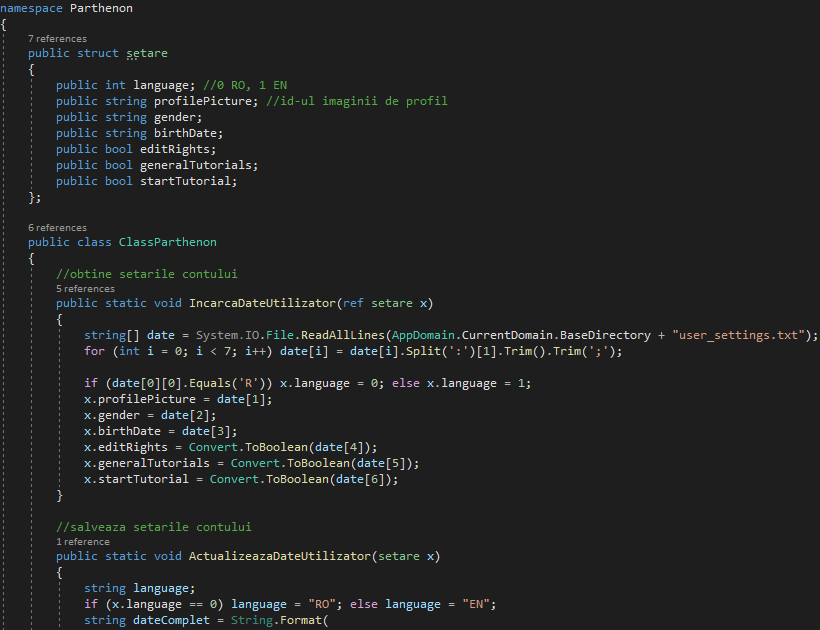 namespace Parthenon
{
7 references
public struct setare
{
public int language; //0 RO, 1 EN
public string profilePicture; //id-ul imaginii de profil
public string gender;
public string birthDate;
public bool editRights;
public bool generalTutorials;
public bool startTutorial;
};
6 references
public class ClassParthenon
{
//obtine setarile contului
5 references
public static void IncarcaDateUtilizator(ref setare x)
{
string[] date = System.IO.File.ReadAllLines(AppDomain.CurrentDomain.BaseDirectory + "user_settings.txt");
for (int i = 0; i < 7; i++) date[i] = date[i].Split(':')[1].Trim().Trim(';');
if (date[0][0].Equals('R')) x.language = 0; else x.language = 1;
x.profilePicture = date[1];
x.gender = date[2];
x.birthDate = date[3];
x.editRights = Convert.ToBoolean(date[4]);
x.generalTutorials = Convert.ToBoolean(date[5]);
x.startTutorial = Convert.ToBoolean(date[6]);
}
//salveaza setarile contului
1 reference
public static void ActualizeazaDateUtilizator(setare x)
{
string language;
if (x.language == 0) language = "RO"; else language = "EN";
string dateComplet = String.Format(